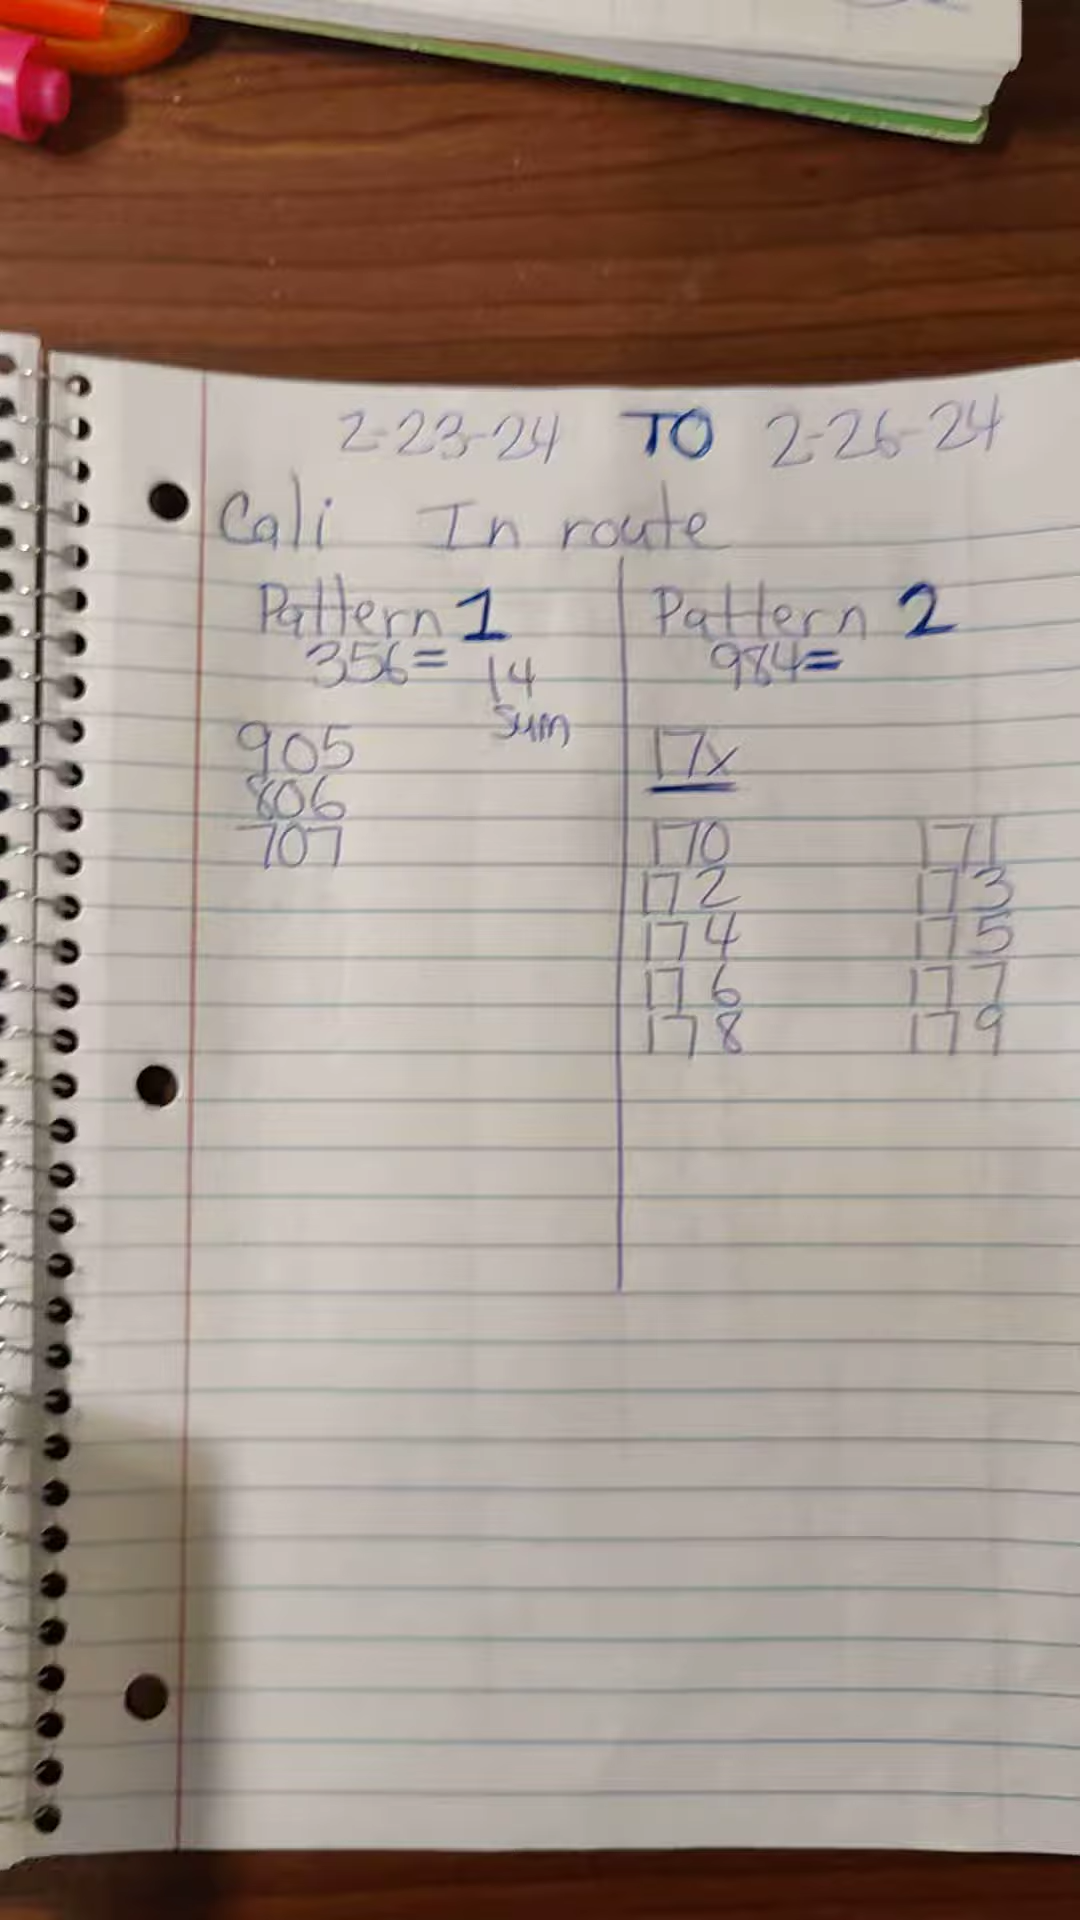 2-23-24 TO 2-26-24
Cali In route
Pattern 1
356= 14
Sum
905
806
707
Pattern 2
984=
17x
170 171
172 173
174 175
176 177
178 179